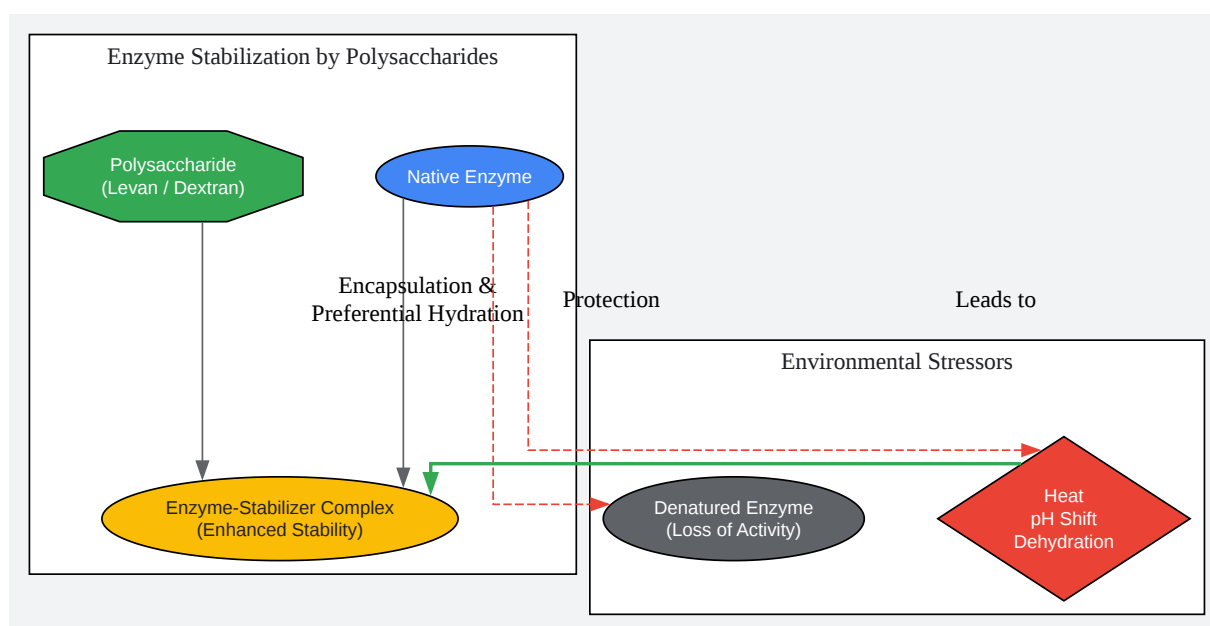 Enzyme Stabilization by Polysaccharides
Polysaccharide
(Levan / Dextran)
Native Enzyme
Encapsulation &
Preferential Hydration
Protection
Leads to
Environmental Stressors
Enzyme-Stabilizer Complex
(Enhanced Stability)
Denatured Enzyme
(Loss of Activity)
Heat
pH Shift
Dehydration